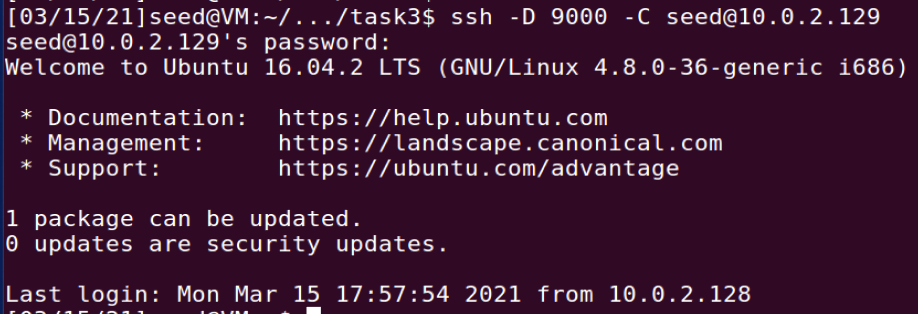 [03/15/21]seed@VM:~/.../task3$ ssh -D 9000 -C seed@10.0.2.129
seed@10.0.2.129's password:
Welcome to Ubuntu 16.04.2 LTS (GNU/Linux 4.8.0-36-generic i686)
* Documentation:  https://help.ubuntu.com
* Management:     https://landscape.canonical.com
* Support:        https://ubuntu.com/advantage
1 package can be updated.
0 updates are security updates.
Last login: Mon Mar 15 17:57:54 2021 from 10.0.2.128
[03/15/21]seed@VM:~$